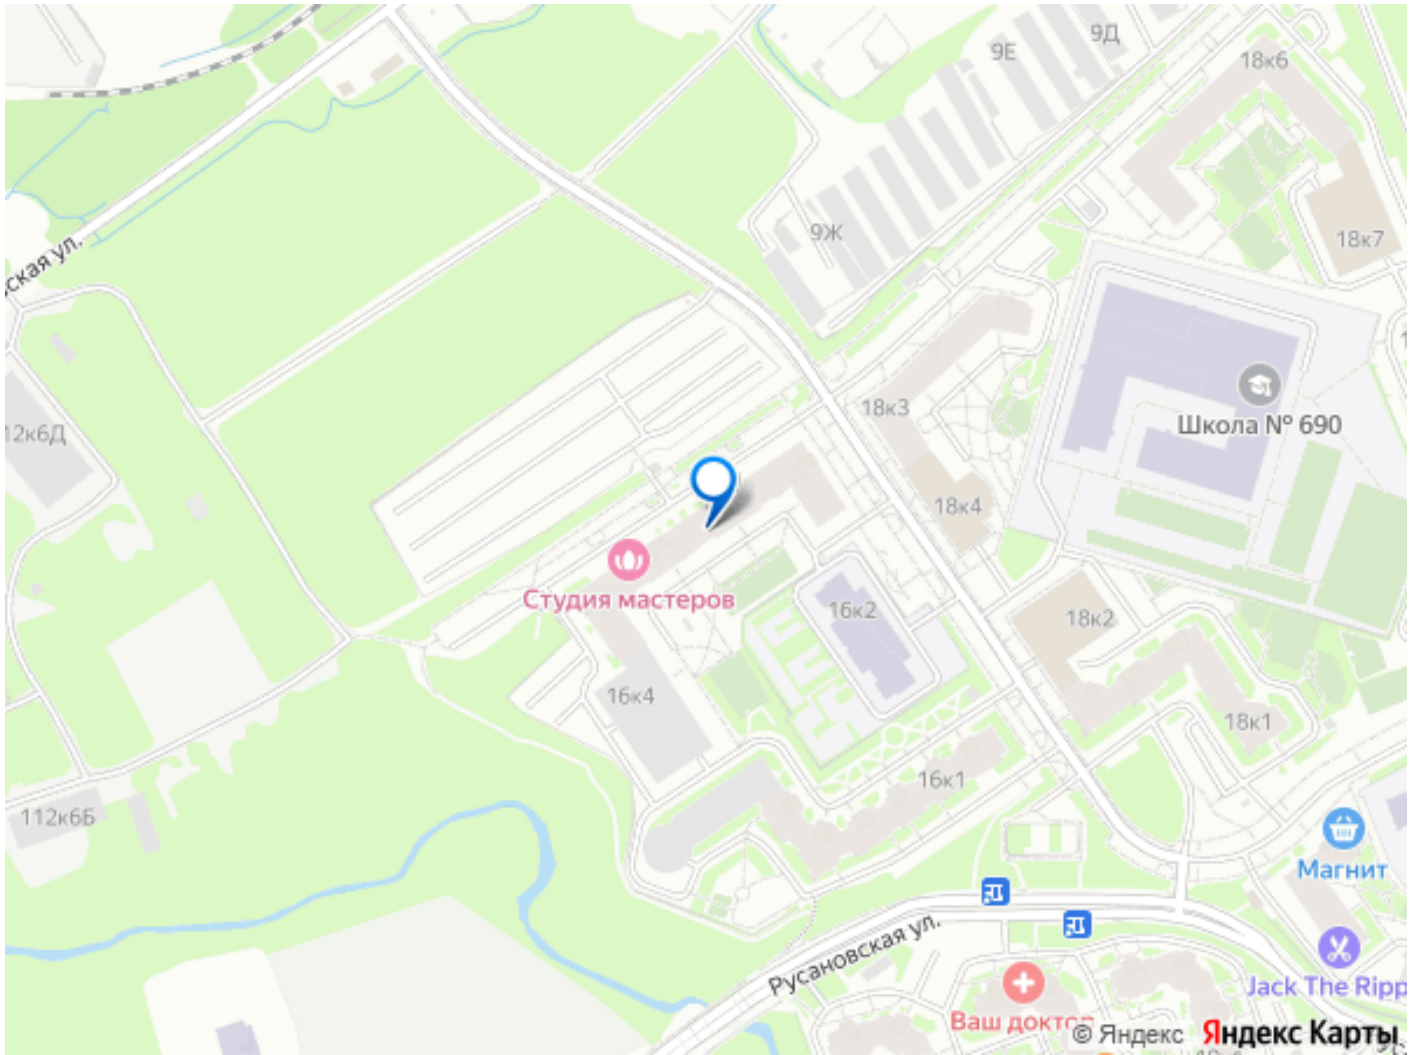 9Д
9Е
18к6
9Ж
18к7
ская ул.
18к3
12к6Д
Школа № 690
18к4
Студия мастеров
16к2
18к2
16к4
18к1
16к1
112к6Б
Магнит
Русановская ул.
Jack The Ripp
Ваш доктор
© Яндекс Яндекс Карты